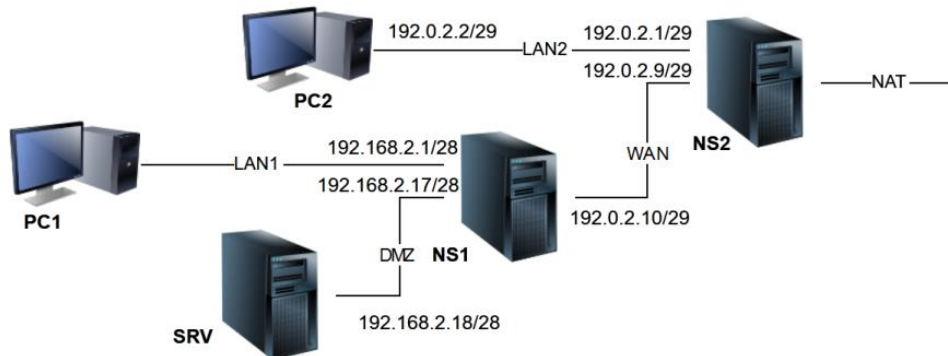 192.0.2.2/29
LAN2
192.0.2.1/29
192.0.2.9/29
NAT
PC2
NS2
LAN1
192.168.2.1/28
192.168.2.17/28
WAN
PC1
192.0.2.10/29
DMZ
NS1
192.168.2.18/28
SRV